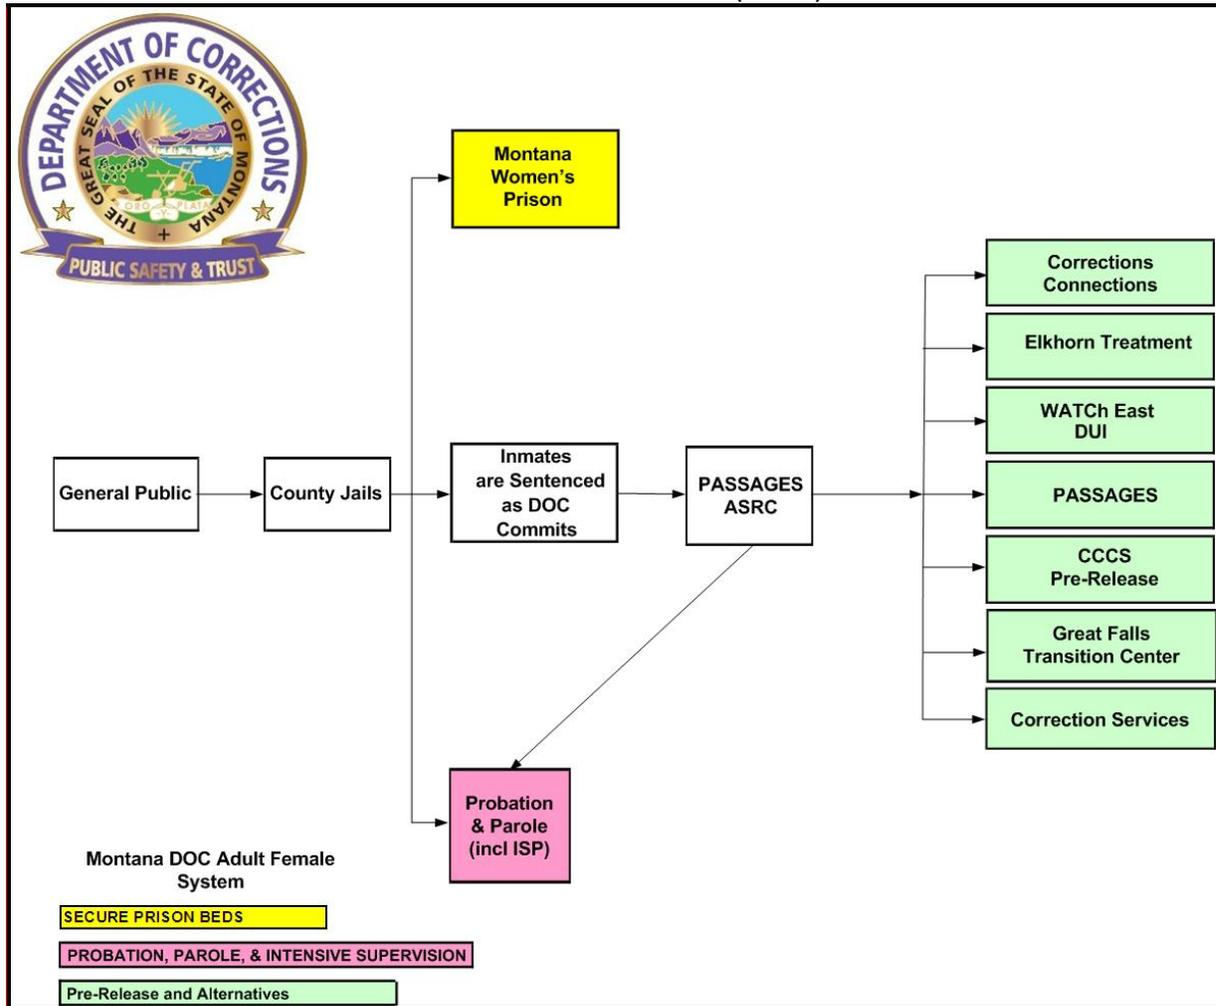 DEPARTMENT OF CORRECTIONS
THE GREAT SEAL OF THE STATE OF MONTANA
ORO Y PLATA
PUBLIC SAFETY & TRUST
Montana
Women's
Prison
Corrections
Connections
Elkhorn Treatment
WATCh East
DUI
General Public
County Jails
Inmates
are Sentenced
as DOC
Commits
PASSAGES
ASRC
PASSAGES
CCCS
Pre-Release
Great Falls
Transition Center
Correction Services
Probation
& Parole
(incl ISP)
Montana DOC Adult Female
System
SECURE PRISON BEDS
PROBATION, PAROLE, & INTENSIVE SUPERVISION
Pre-Release and Alternatives